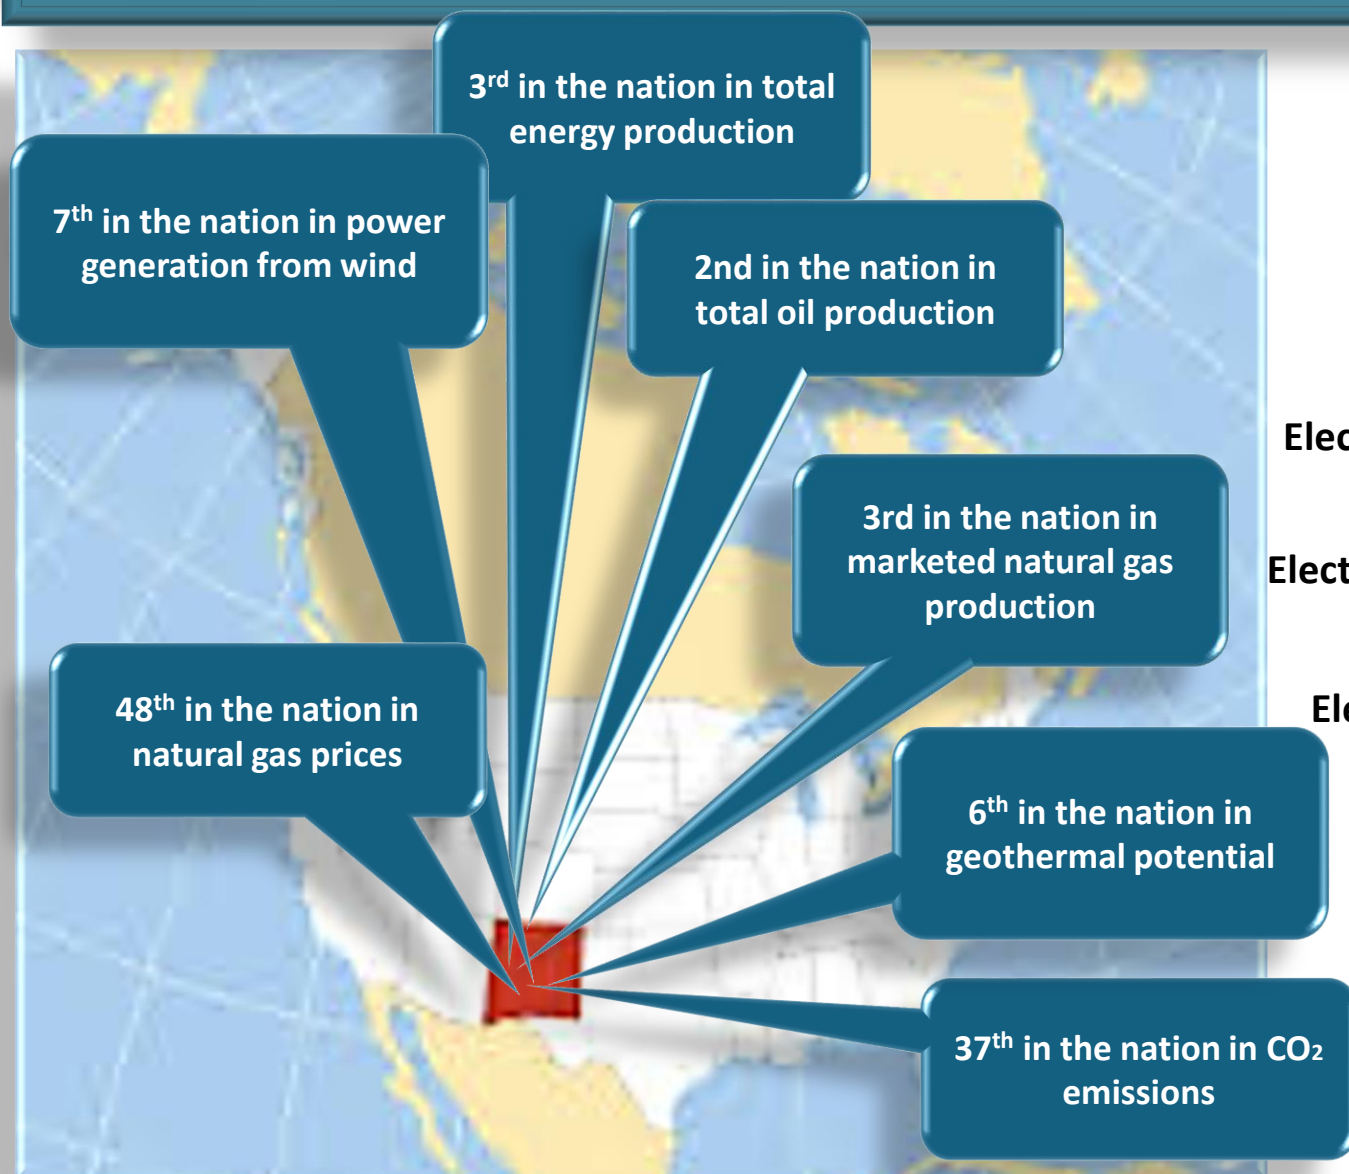 3rd in the nation in total
energy production
7th in the nation in power
generation from wind
2nd in the nation in
total oil production
3rd in the nation in
marketed natural gas
production
48th in the nation in
natural gas prices
6th in the nation in
geothermal potential
37th in the nation in CO2
emissions